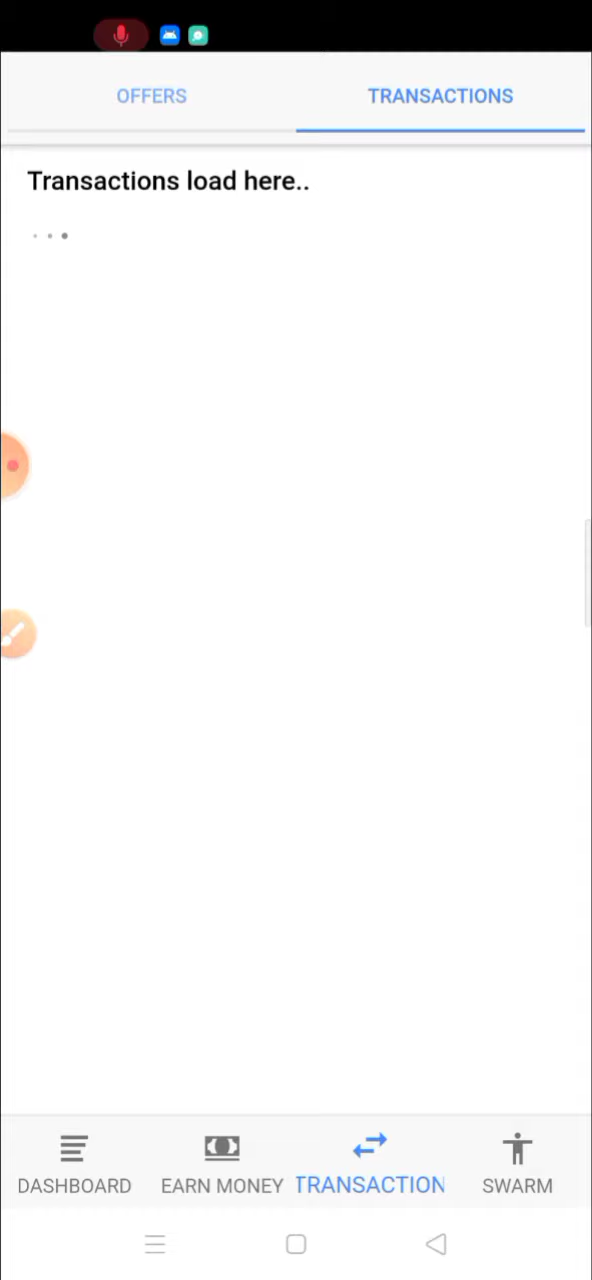 OFFERS
TRANSACTIONS
Transactions load here..
DASHBOARD
EARN MONEY
TRANSACTION
SWARM